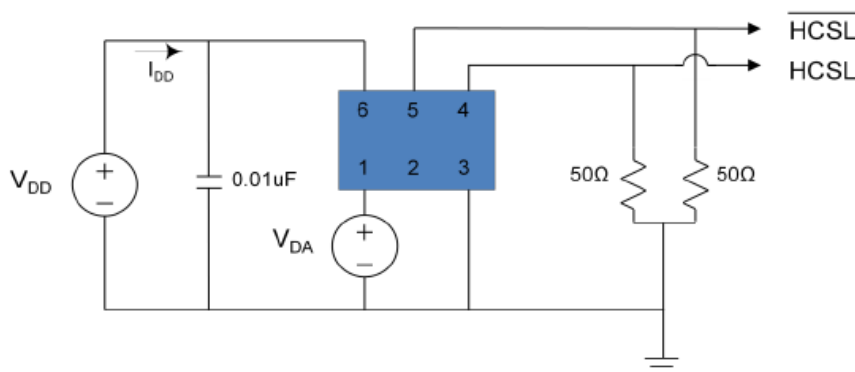 HCSL
HCSL
I_DD
6 5 4
1 2 3
V_DD
+
−
0.01uF
50Ω
50Ω
V_DA
+
−